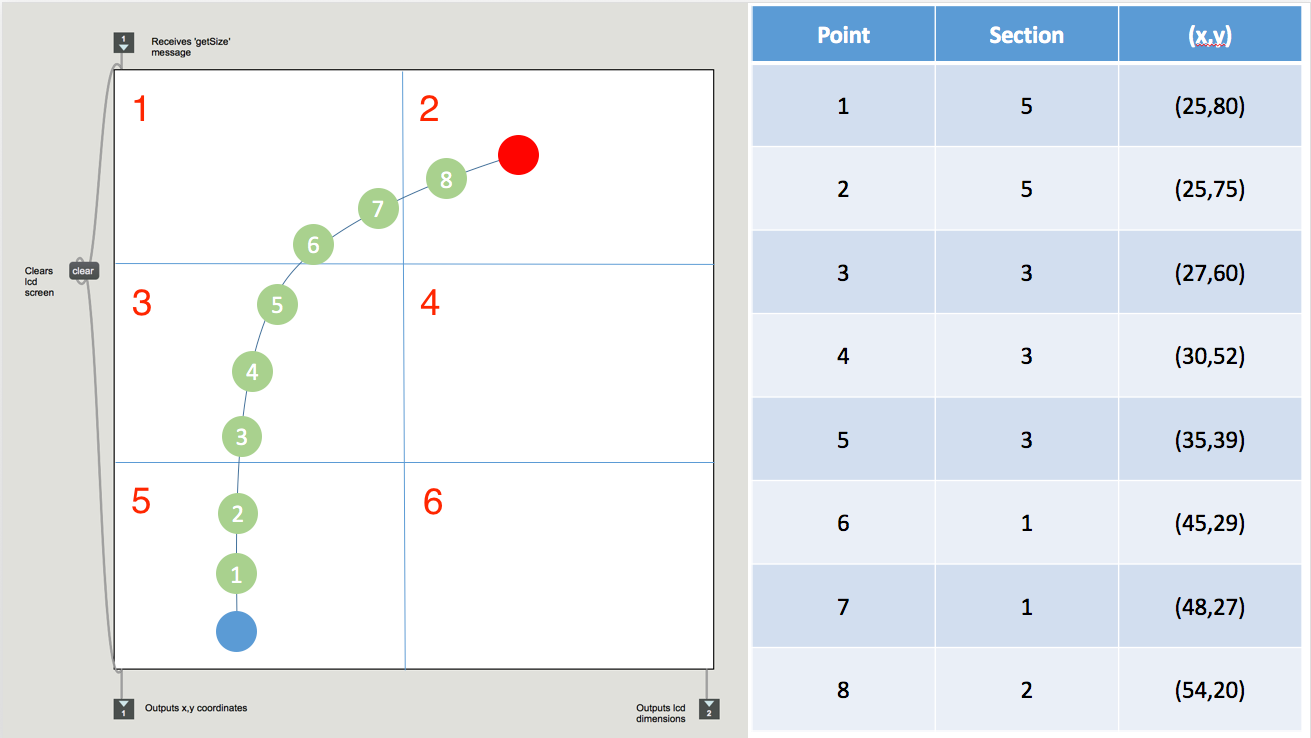 1
Receives 'getSize'
message
1
2
8
7
6
Clears
lcd
screen
clear
3
4
5
4
3
5
6
2
1
1
Outputs x,y coordinates
Outputs lcd
dimensions
2
Point Section (x,y)
1 5 (25,80)
2 5 (25,75)
3 3 (27,60)
4 3 (30,52)
5 3 (35,39)
6 1 (45,29)
7 1 (48,27)
8 2 (54,20)